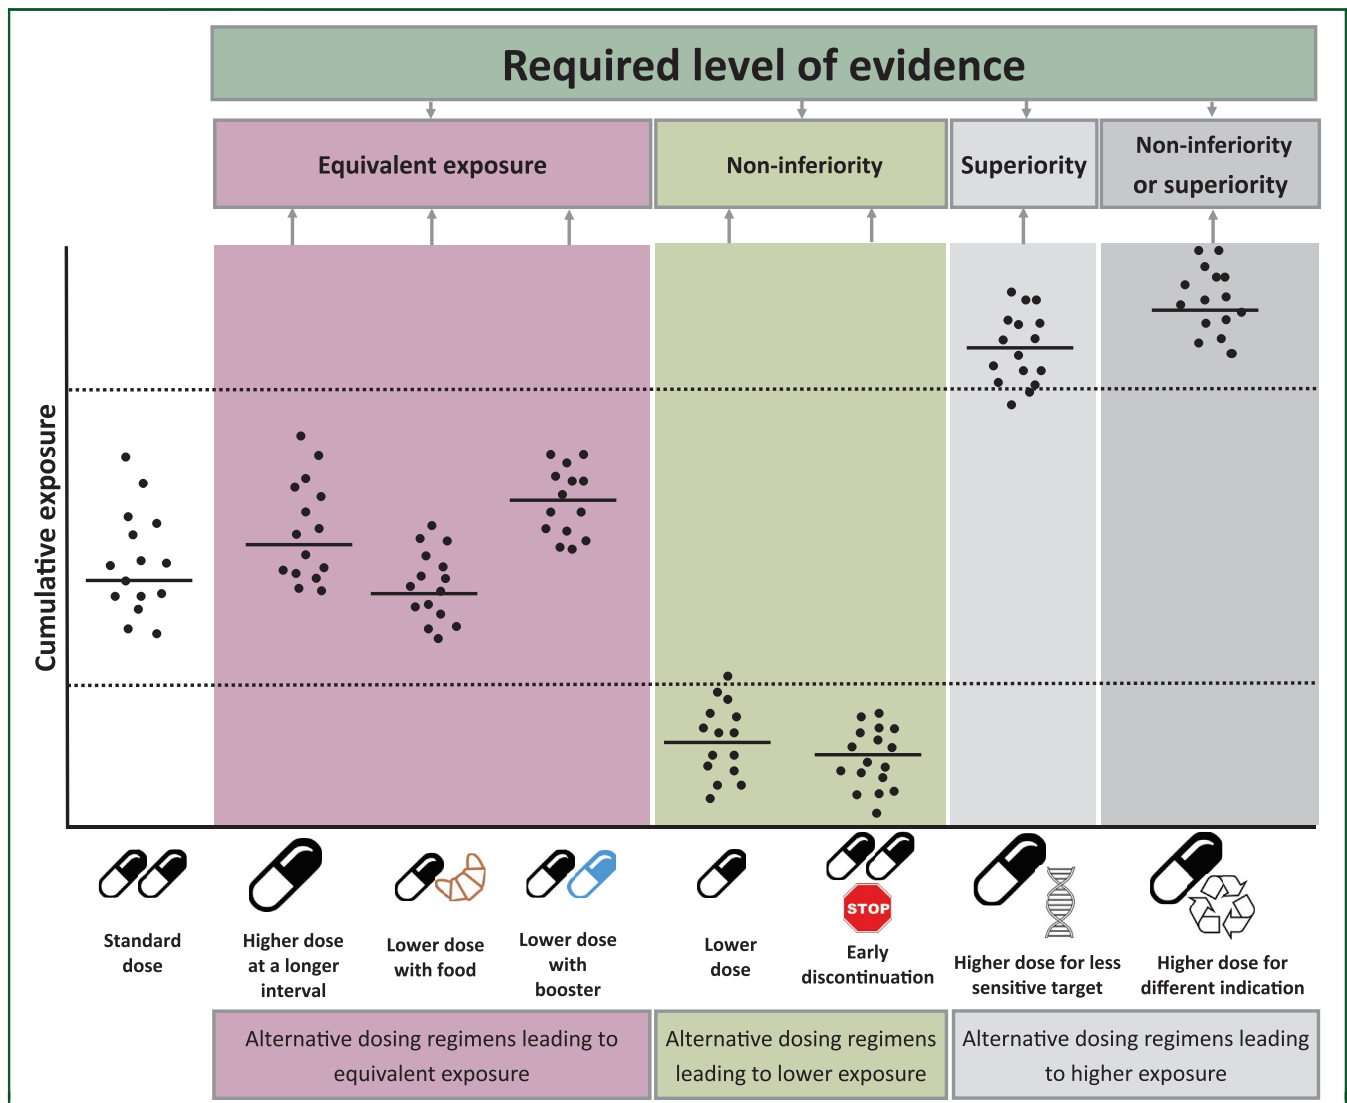 Required level of evidence
Equivalent exposure
Non-inferiority
Superiority
Non-inferiority
or superiority
Cumulative exposure
Standard
dose
Higher dose
at a longer
interval
Lower dose
with food
Lower dose
with
booster
Lower
dose
STOP
Early
discontinuation
Higher dose for less
sensitive target
Higher dose for
different indication
Alternative dosing regimens leading to
equivalent exposure
Alternative dosing regimens
leading to lower exposure
Alternative dosing regimens leading
to higher exposure